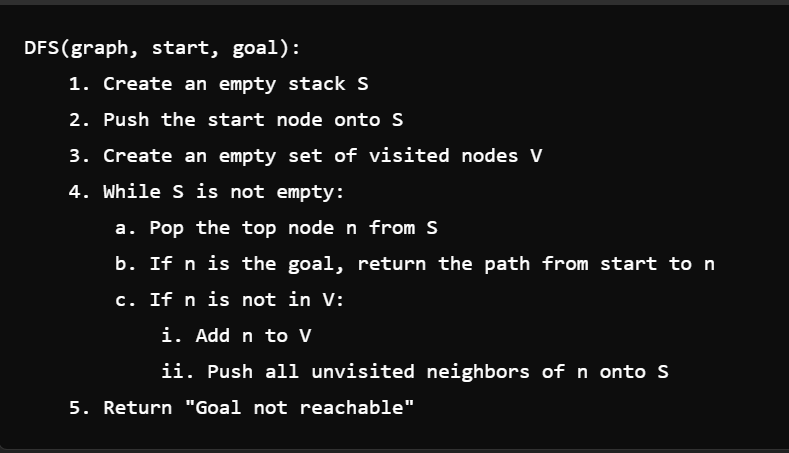 DFS(graph, start, goal):
1. Create an empty stack S
2. Push the start node onto S
3. Create an empty set of visited nodes V
4. While S is not empty:
a. Pop the top node n from S
b. If n is the goal, return the path from start to n
c. If n is not in V:
i. Add n to V
ii. Push all unvisited neighbors of n onto S
5. Return "Goal not reachable"